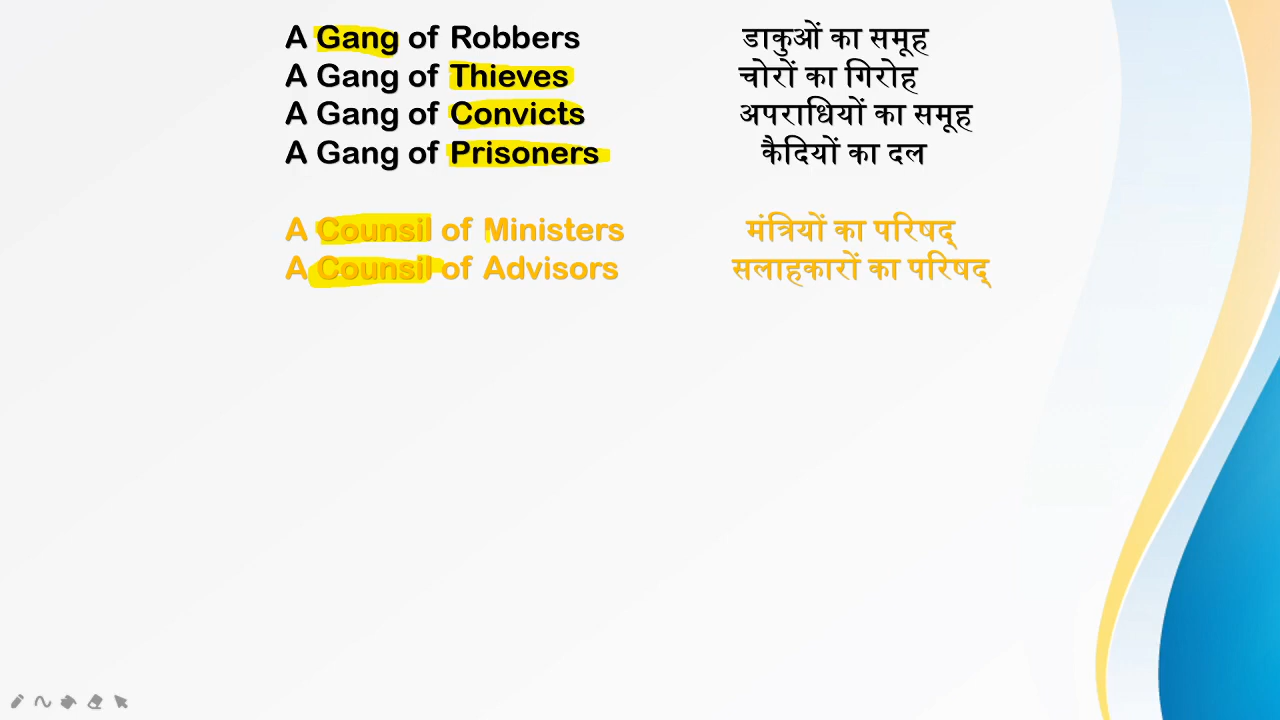 A Gang of Robbers डाकुओं का समूह
A Gang of Thieves चोरों का गिरोह
A Gang of Convicts अपराधियों का समूह
A Gang of Prisoners कैदियों का दल
A Counsil of Ministers मंत्रियों का परिषद्
A Counsil of Advisors सलाहकारों का परिषद्